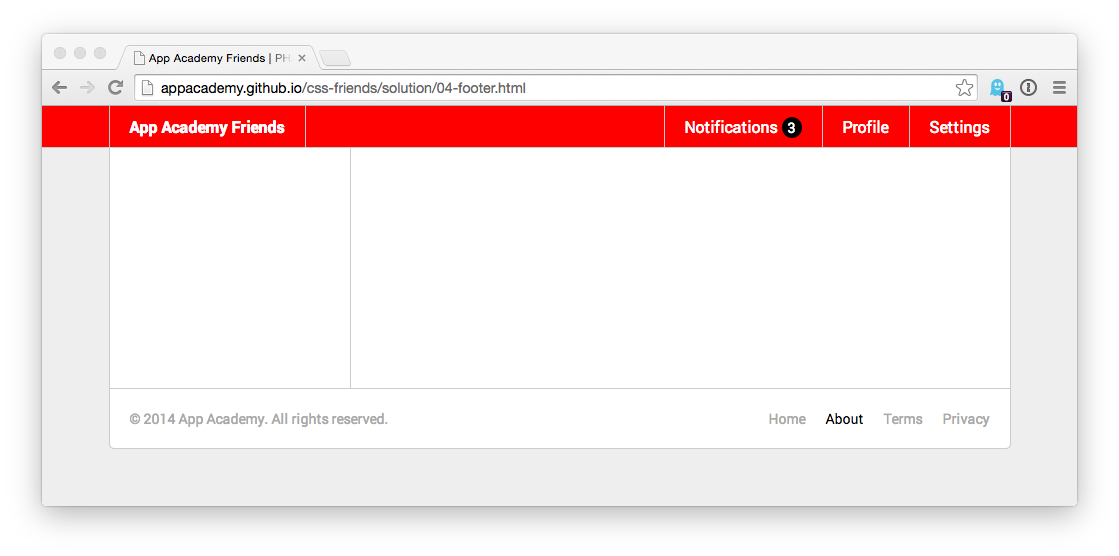 App Academy Friends | PH
appacademy.github.io/css-friends/solution/04-footer.html
0
App Academy Friends Notifications 3 Profile Settings
© 2014 App Academy. All rights reserved. Home About Terms Privacy